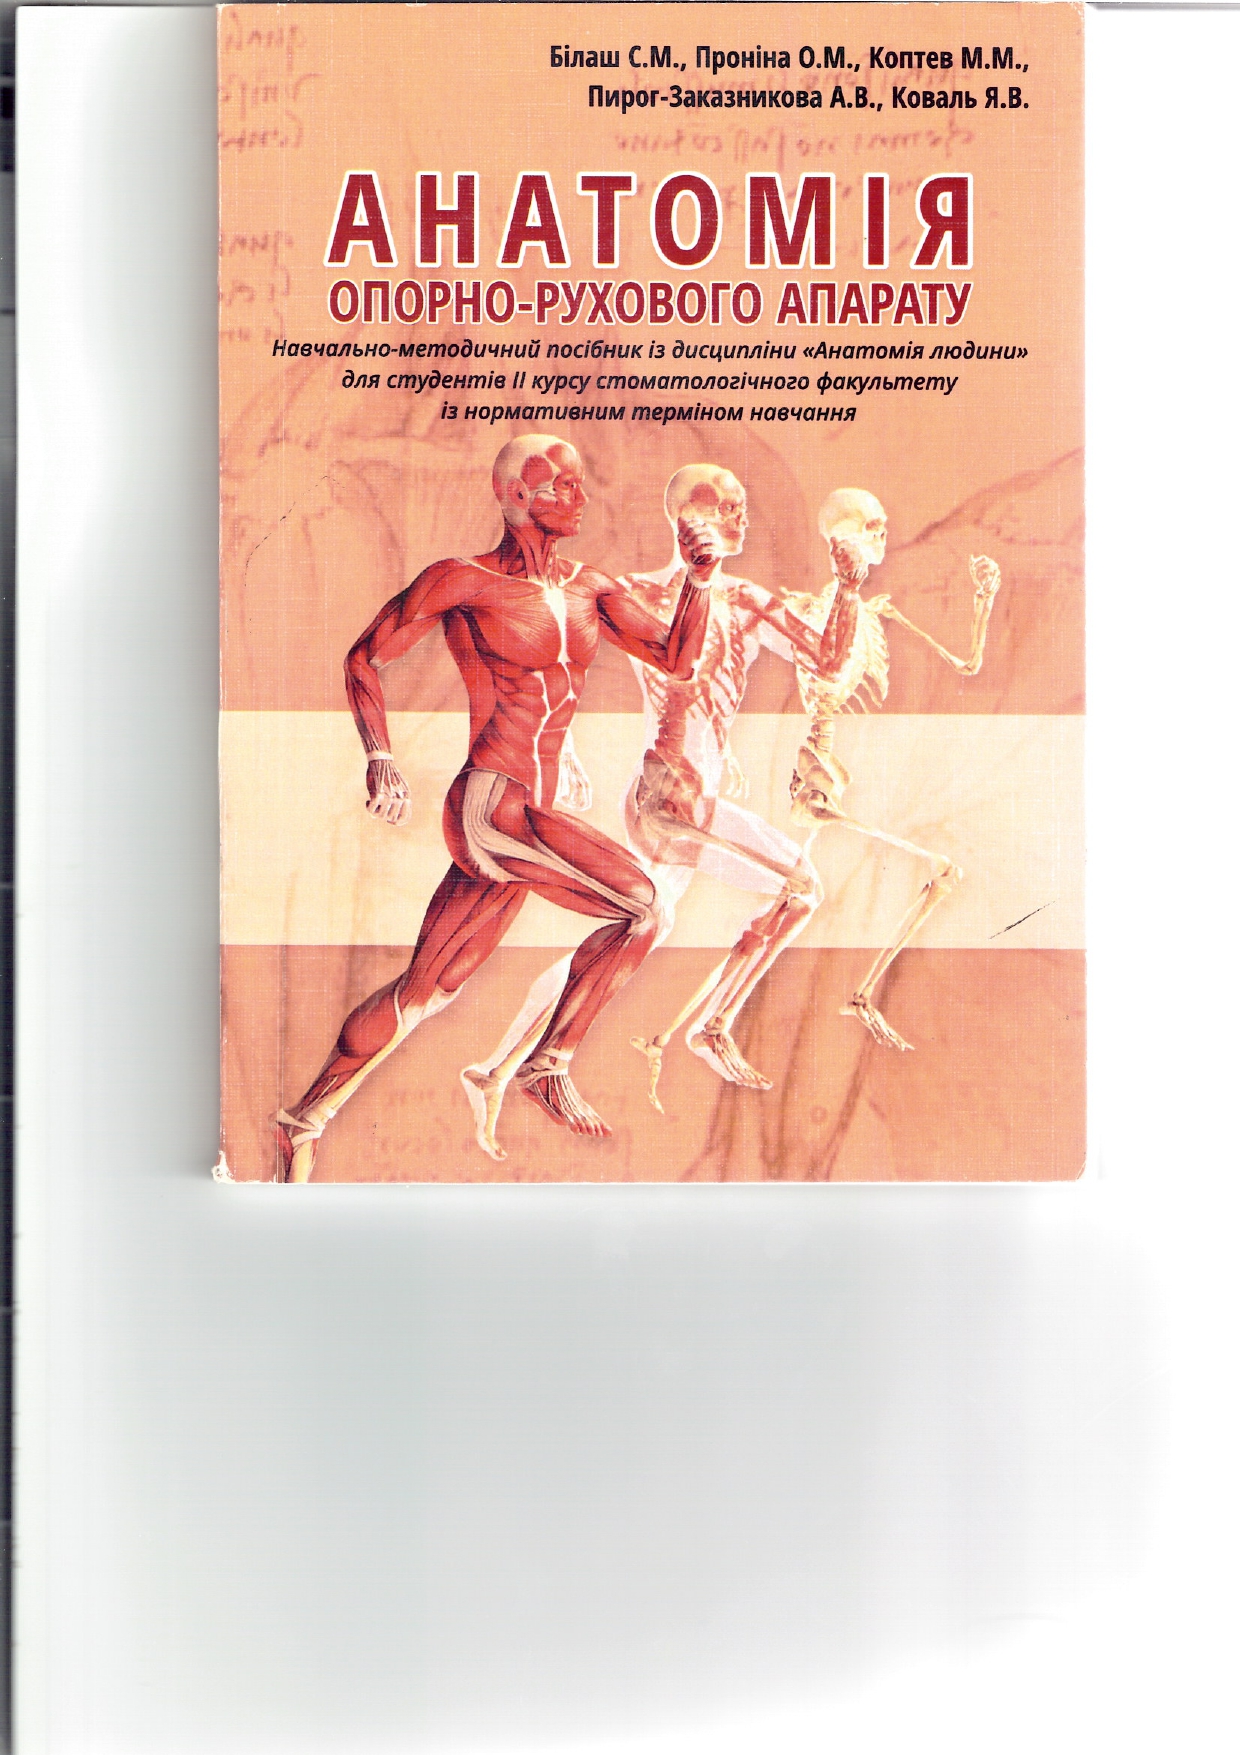 Білаш С.М., Проніна О.М., Коптев М.М.,
Пирог-Заказникова А.В., Коваль Я.В.
АНАТОМІЯ
ОПОРНО-РУХОВОГО АПАРАТУ
Навчально-методичний посібник із дисципліни «Анатомія людини»
для студентів II курсу стоматологічного факультету
із нормативним терміном навчання